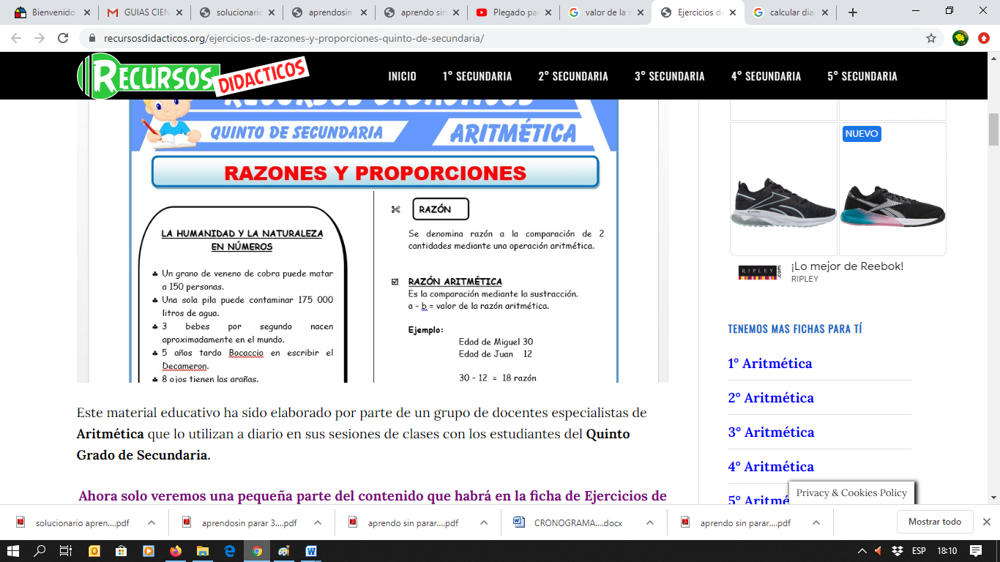 Bienvenido
GUIAS CIEN
solucionario
aprendosin
aprendo sin
Plegado pa
valor de la
Ejercicios de
calcular dia
recursosdidacticos.org/ejercicios-de-razones-y-proporciones-quinto-de-secundaria/
RECURSOS DIDACTICOS
INICIO
1° SECUNDARIA
2° SECUNDARIA
3° SECUNDARIA
4° SECUNDARIA
5° SECUNDARIA
RECURSOS DIDÁCTICOS
QUINTO DE SECUNDARIA
ARITMÉTICA
RAZONES Y PROPORCIONES
LA HUMANIDAD Y LA NATURALEZA
EN NÚMEROS
Un grano de veneno de cobra puede matar
a 150 personas.
Una sola pila puede contaminar 175 000
litros de agua.
3 bebes por segundo nacen
aproximadamente en el mundo.
5 años tardo Bocaccio en escribir el
Decameron.
8 ojos tienen las arañas.
RAZÓN
Se denomina razón a la comparación de 2
cantidades mediante una operación aritmética.
RAZÓN ARITMÉTICA
Es la comparación mediante la sustracción.
a – b = valor de la razón aritmética.
Ejemplo:
Edad de Miguel 30
Edad de Juan 12
30 – 12 = 18 razón
NUEVO
RIPLEY.com
¡Lo mejor de Reebok!
RIPLEY
TENEMOS MAS FICHAS PARA TÍ
1° Aritmética
2° Aritmética
3° Aritmética
4° Aritmética
5° Aritmé
Privacy & Cookies Policy
Este material educativo ha sido elaborado por parte de un grupo de docentes especialistas de
Aritmética que lo utilizan a diario en sus sesiones de clases con los estudiantes del Quinto
Grado de Secundaria.
Ahora solo veremos una pequeña parte del contenido que habrá en la ficha de Ejercicios de
solucionario apren....pdf
aprendosin parar 3....pdf
aprendo sin parar....pdf
CRONOGRAMA....docx
aprendo sin parar....pdf
Mostrar todo
ESP
18:10